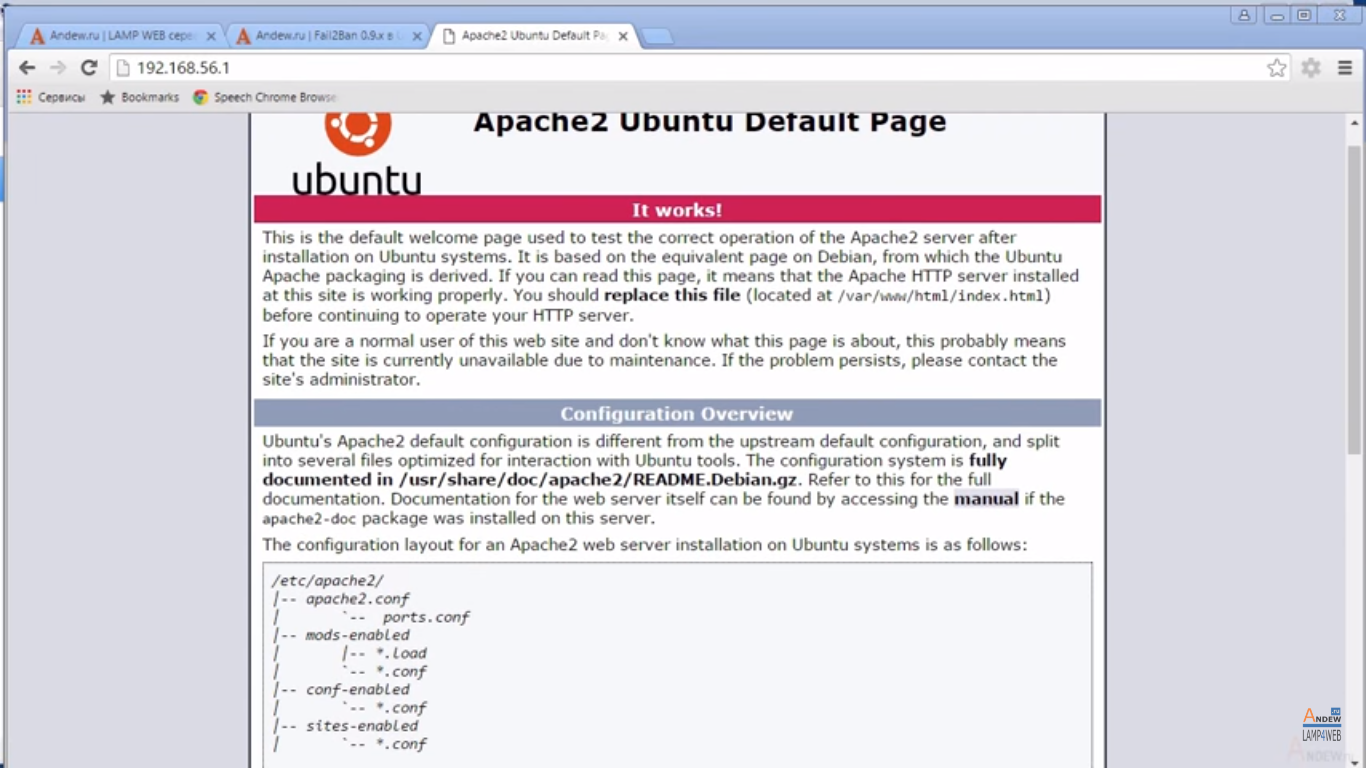 Andew.ru | LAMP WEB серве
Andew.ru | Fail2Ban 0.9.x в
Apache2 Ubuntu Default Pa
192.168.56.1
Сервисы
Bookmarks
Speech Chrome Browse
Apache2 Ubuntu Default Page
ubuntu
It works!
This is the default welcome page used to test the correct operation of the Apache2 server after
installation on Ubuntu systems. It is based on the equivalent page on Debian, from which the Ubuntu
Apache packaging is derived. If you can read this page, it means that the Apache HTTP server installed
at this site is working properly. You should replace this file (located at /var/www/html/index.html)
before continuing to operate your HTTP server.
If you are a normal user of this web site and don't know what this page is about, this probably means
that the site is currently unavailable due to maintenance. If the problem persists, please contact the
site's administrator.
Configuration Overview
Ubuntu's Apache2 default configuration is different from the upstream default configuration, and split
into several files optimized for interaction with Ubuntu tools. The configuration system is fully
documented in /usr/share/doc/apache2/README.Debian.gz. Refer to this for the full
documentation. Documentation for the web server itself can be found by accessing the manual if the
apache2-doc package was installed on this server.
The configuration layout for an Apache2 web server installation on Ubuntu systems is as follows:
/etc/apache2/
|-- apache2.conf
|       `--  ports.conf
|-- mods-enabled
|       |-- *.load
|       `-- *.conf
|-- conf-enabled
|       `-- *.conf
|-- sites-enabled
|       `-- *.conf
ANDEW
LAMP4WEB